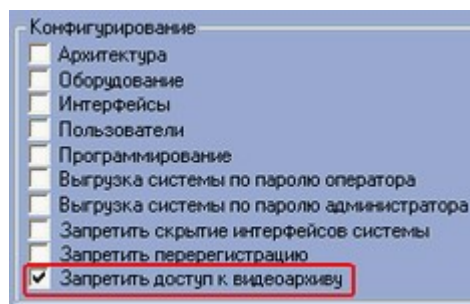 Конфигурирование
Архитектура
Оборудование
Интерфейсы
Пользователи
Программирование
Выгрузка системы по паролю оператора
Выгрузка системы по паролю администратора
Запретить скрытие интерфейсов системы
Запретить перерегистрацию
Запретить доступ к видеоархиву